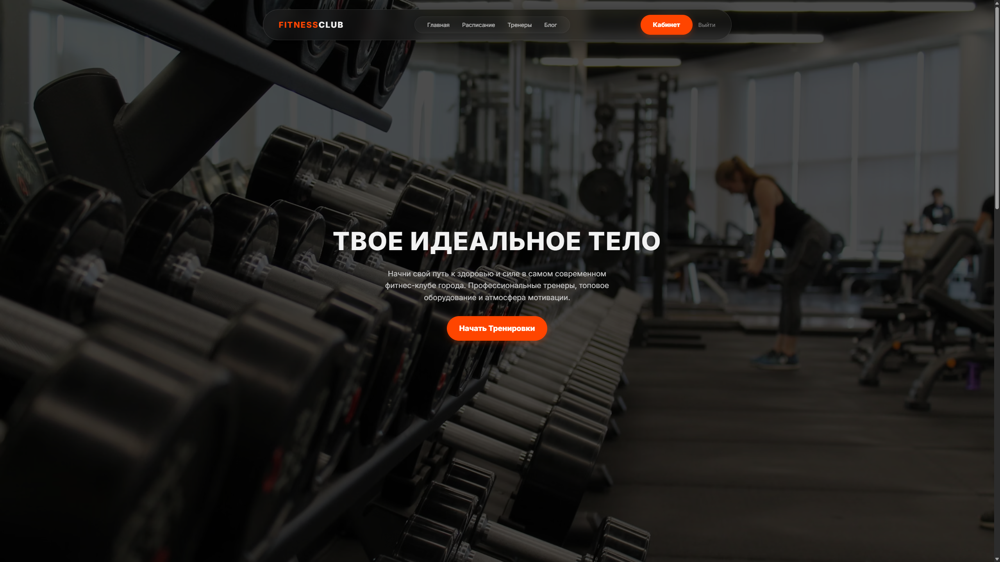 FITNESSCLUB
Главная Расписание Тренеры Блог
Кабинет Выйти
ТВОЕ ИДЕАЛЬНОЕ ТЕЛО
Начни свой путь к здоровью и силе в самом современном
фитнес-клубе города. Профессиональные тренеры, топовое
оборудование и атмосфера мотивации.
Начать Тренировки